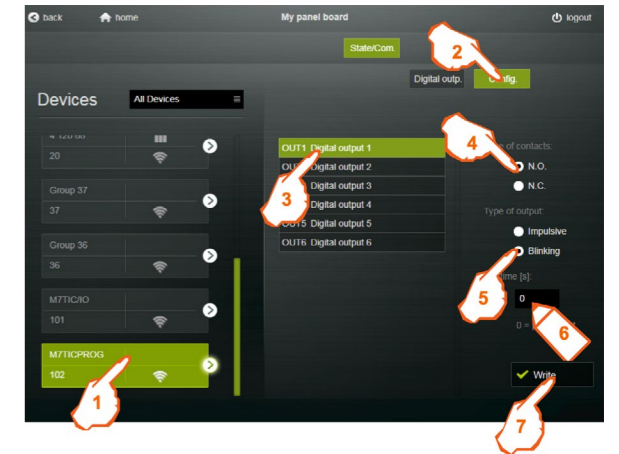 back
home
My panel board
logout
State/Com.
2
Digital outp.
Devices
All Devices
20
4
of contacts:
OUT1 Digital output 1
Digital output 2
N.O.
Group 37
3
Digital output 3
N.C.
37
Digital output 4
Type of output:
OUT5 Digital output 5
Impulsive
Group 36
OUT6 Digital output 6
Blinking
36
[s]:
5
M7TIC/IO
0
101
0 =
6
M7TICPROG
102
Write
1
7